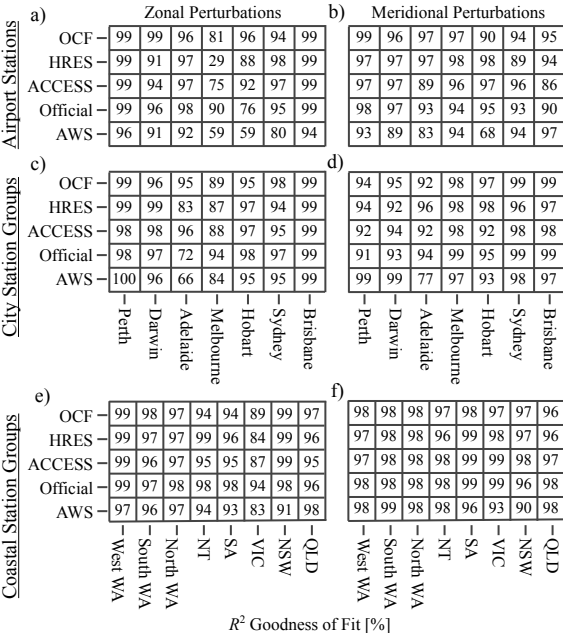 Zonal Perturbations
Meridional Perturbations
Airport Stations
a)
OCF 99 99 96 81 96 94 99
HRES 99 91 97 29 88 98 99
ACCESS 99 94 97 75 92 97 99
Official 99 96 98 90 76 95 99
AWS 96 91 92 59 59 80 94
b)
99 96 97 97 90 94 95
97 97 97 98 98 89 94
97 97 89 96 97 96 86
98 97 93 94 95 93 90
93 89 83 94 68 94 97
City Station Groups
c)
OCF 99 96 95 89 95 98 99
HRES 99 99 83 87 97 94 99
ACCESS 98 98 96 88 97 95 99
Official 98 97 72 94 98 97 99
AWS 100 96 66 84 95 95 99
Perth Darwin Adelaide Melbourne Hobart Sydney Brisbane
d)
94 95 92 98 97 99 99
94 92 96 98 98 96 97
92 94 92 98 92 98 98
91 93 94 99 95 99 99
99 99 77 97 93 98 97
Perth Darwin Adelaide Melbourne Hobart Sydney Brisbane
Coastal Station Groups
e)
OCF 99 98 97 94 94 89 99 97
HRES 99 97 97 99 96 84 99 96
ACCESS 99 96 97 95 95 87 99 95
Official 99 97 98 98 98 94 98 96
AWS 97 96 97 94 93 83 91 98
West WA South WA North WA NT SA VIC NSW QLD
f)
98 98 98 97 98 97 97 96
97 98 98 96 99 98 97 96
97 98 98 98 99 99 98 97
98 98 98 98 99 99 96 98
98 99 98 98 96 93 90 98
West WA South WA North WA NT SA VIC NSW QLD
R² Goodness of Fit [%]